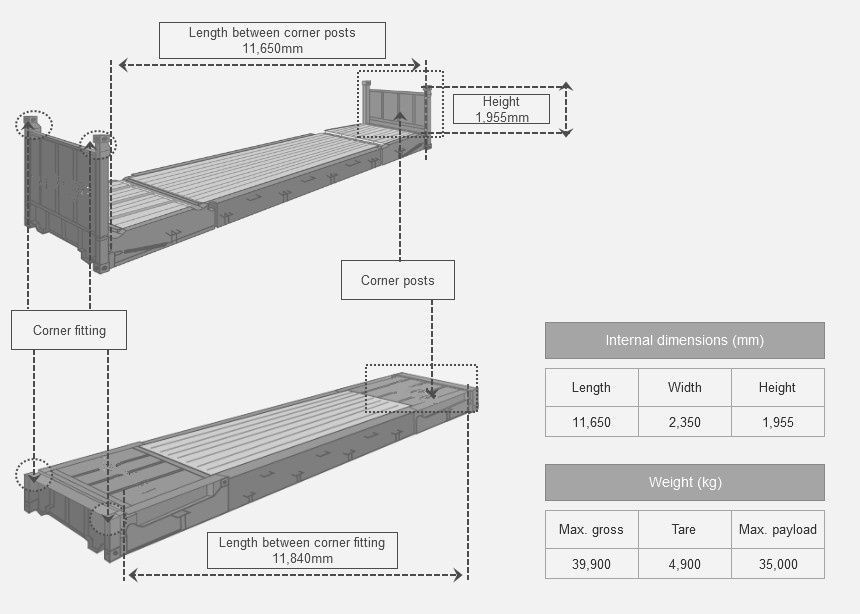 Length between corner posts
11,650mm
Height
1,955mm
Corner posts
Corner fitting
Length between corner fitting
11,840mm
Internal dimensions (mm)
Length Width Height
11,650 2,350 1,955
Weight (kg)
Max. gross Tare Max. payload
39,900 4,900 35,000